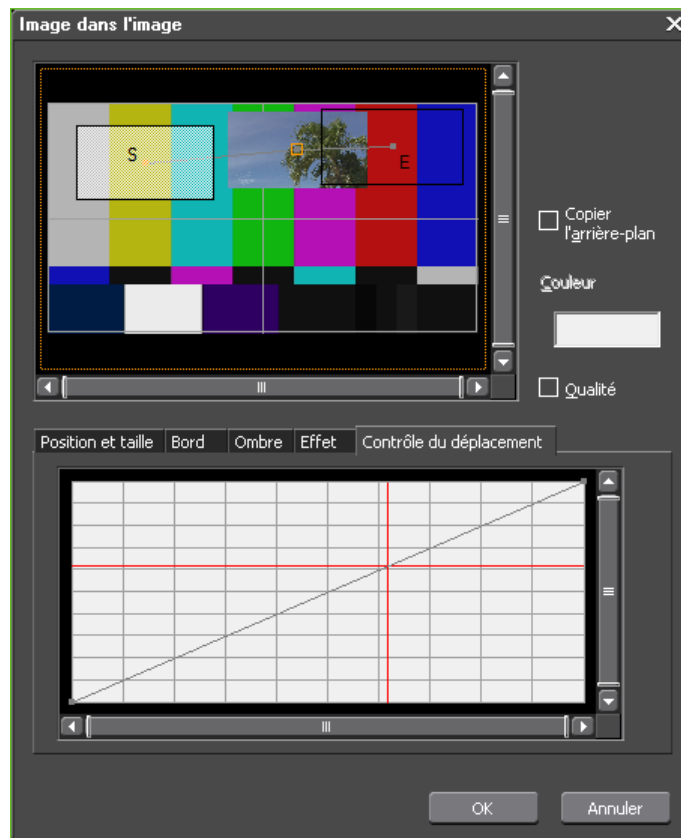 Image dans l'image
S
E
Copier
l'arrière-plan
Couleur
Qualité
Position et taille Bord Ombre Effet Contrôle du déplacement
OK Annuler